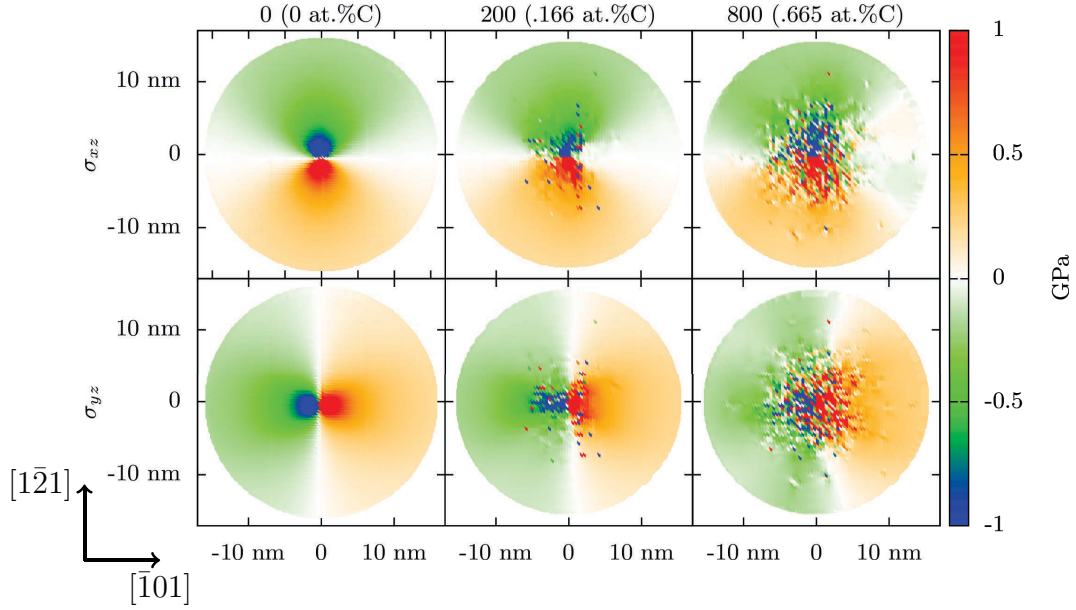 0 (0 at.%C) 200 (.166 at.%C) 800 (.665 at.%C)
10 nm
0
-10 nm
σxz
10 nm
0
-10 nm
σyz
1
0.5
0
-0.5
-1
GPa
-10 nm 0 10 nm -10 nm 0 10 nm -10 nm 0 10 nm
[12̄1]
[1̄01]